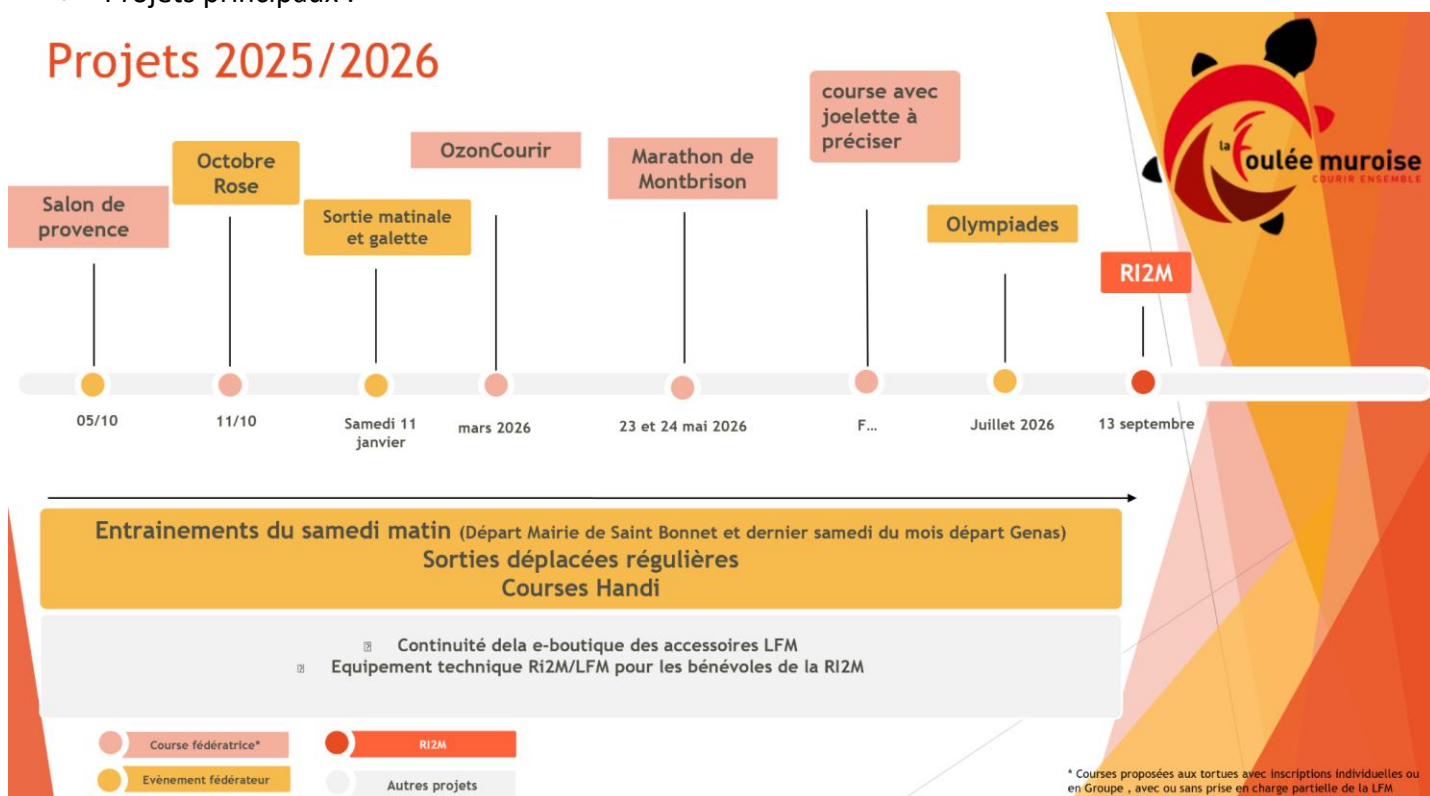 Projets principaux :
Projets 2025/2026
Salon de
provence
Octobre
Rose
Sortie matinale
et galette
OzonCourir
Marathon de
Montbrison
course avec
joelette à
préciser
Olympiades
RI2M
la Foulée muroise
COURIR ENSEMBLE
05/10
11/10
Samedi 11
janvier
mars 2026
23 et 24 mai 2026
F...
Juillet 2026
13 septembre
Entrainements du samedi matin (Départ Mairie de Saint Bonnet et dernier samedi du mois départ Genas)
Sorties déplacées régulières
Courses Handi
Continuité dela e-boutique des accessoires LFM
Equipement technique Ri2M/LFM pour les bénévoles de la RI2M
Course fédératrice*
RI2M
Evènement fédérateur
Autres projets
* Courses proposées aux tortues avec inscriptions individuelles ou
en Groupe , avec ou sans prise en charge partielle de la LFM